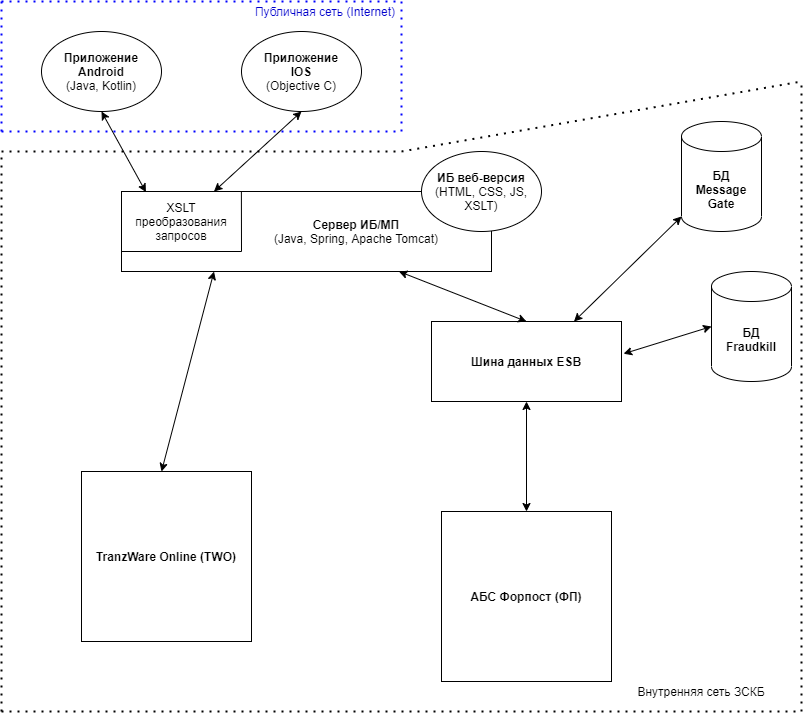 Публичная сеть (Internet)
Приложение
Android
(Java, Kotlin)
Приложение
IOS
(Objective C)
XSLT
преобразования
запросов
Сервер ИБ/МП
(Java, Spring, Apache Tomcat)
ИБ веб-версия
(HTML, CSS, JS,
XSLT)
БД
Message
Gate
БД
Fraudkill
Шина данных ESB
TranzWare Online (TWO)
АБС Форпост (ФП)
Внутренняя сеть ЗСКБ